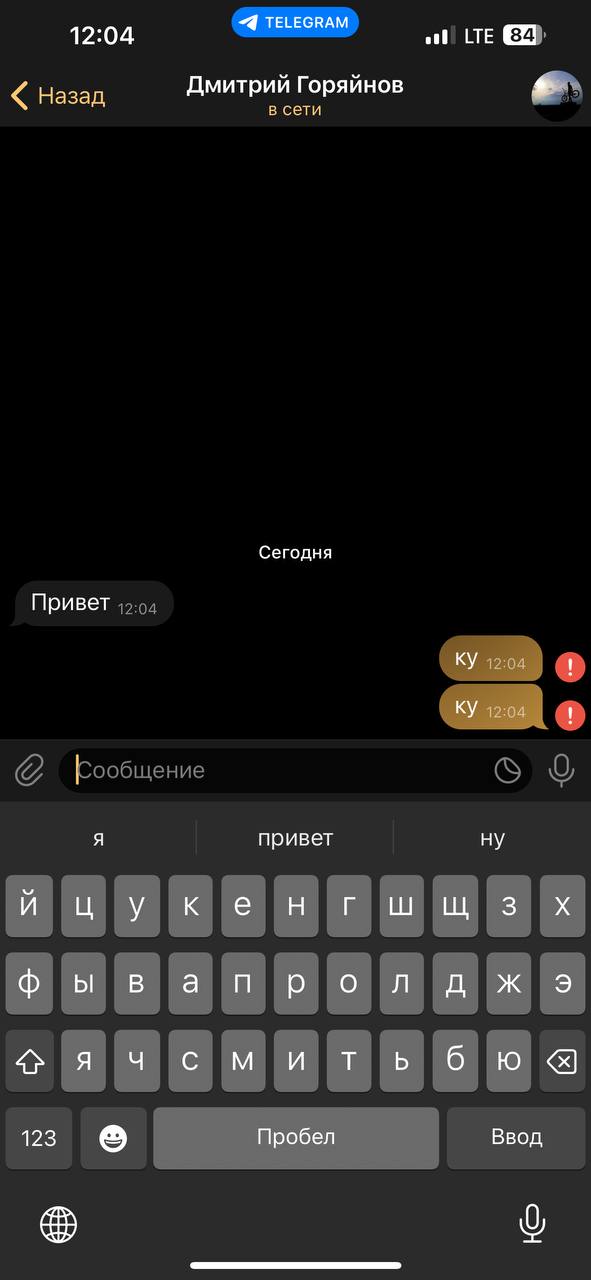 12:04
TELEGRAM
LTE 84
Назад
Дмитрий Горяйнов
в сети
Сегодня
Привет 12:04
ку 12:04
ку 12:04
Сообщение
я привет ну
й ц у к е н г ш щ з х
ф ы в а п р о л д ж э
я ч с м и т ь б ю
123 Пробел Ввод